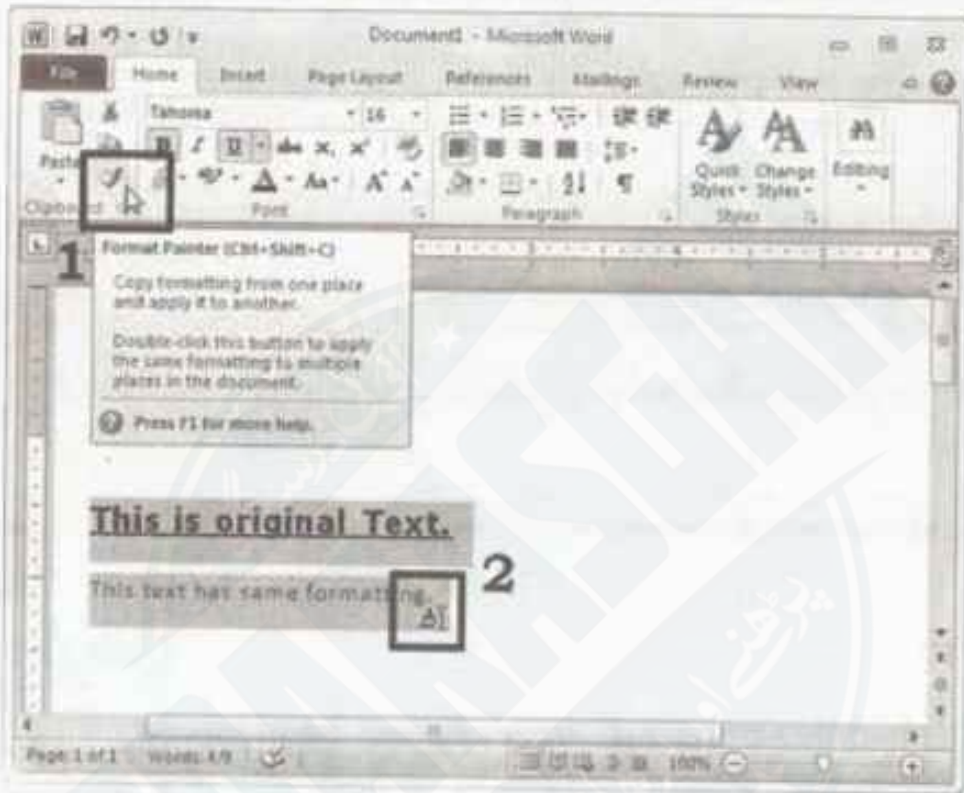 W Document1 - Microsoft Word
File Home Insert Page Layout References Mailings Review View
Tahoma 16
Paste B I U abc x, x'
A Aa A A
Quick Styles Change Styles Editing
Clipboard Font Paragraph Styles
1
Format Painter (Ctrl+Shift+C)
Copy formatting from one place
and apply it to another.
Double-click this button to apply
the same formatting to multiple
places in the document.
Press F1 for more help.
This is original Text.
2
This text has same formatting.
Page: 1 of 1 Words: 4/9 100%